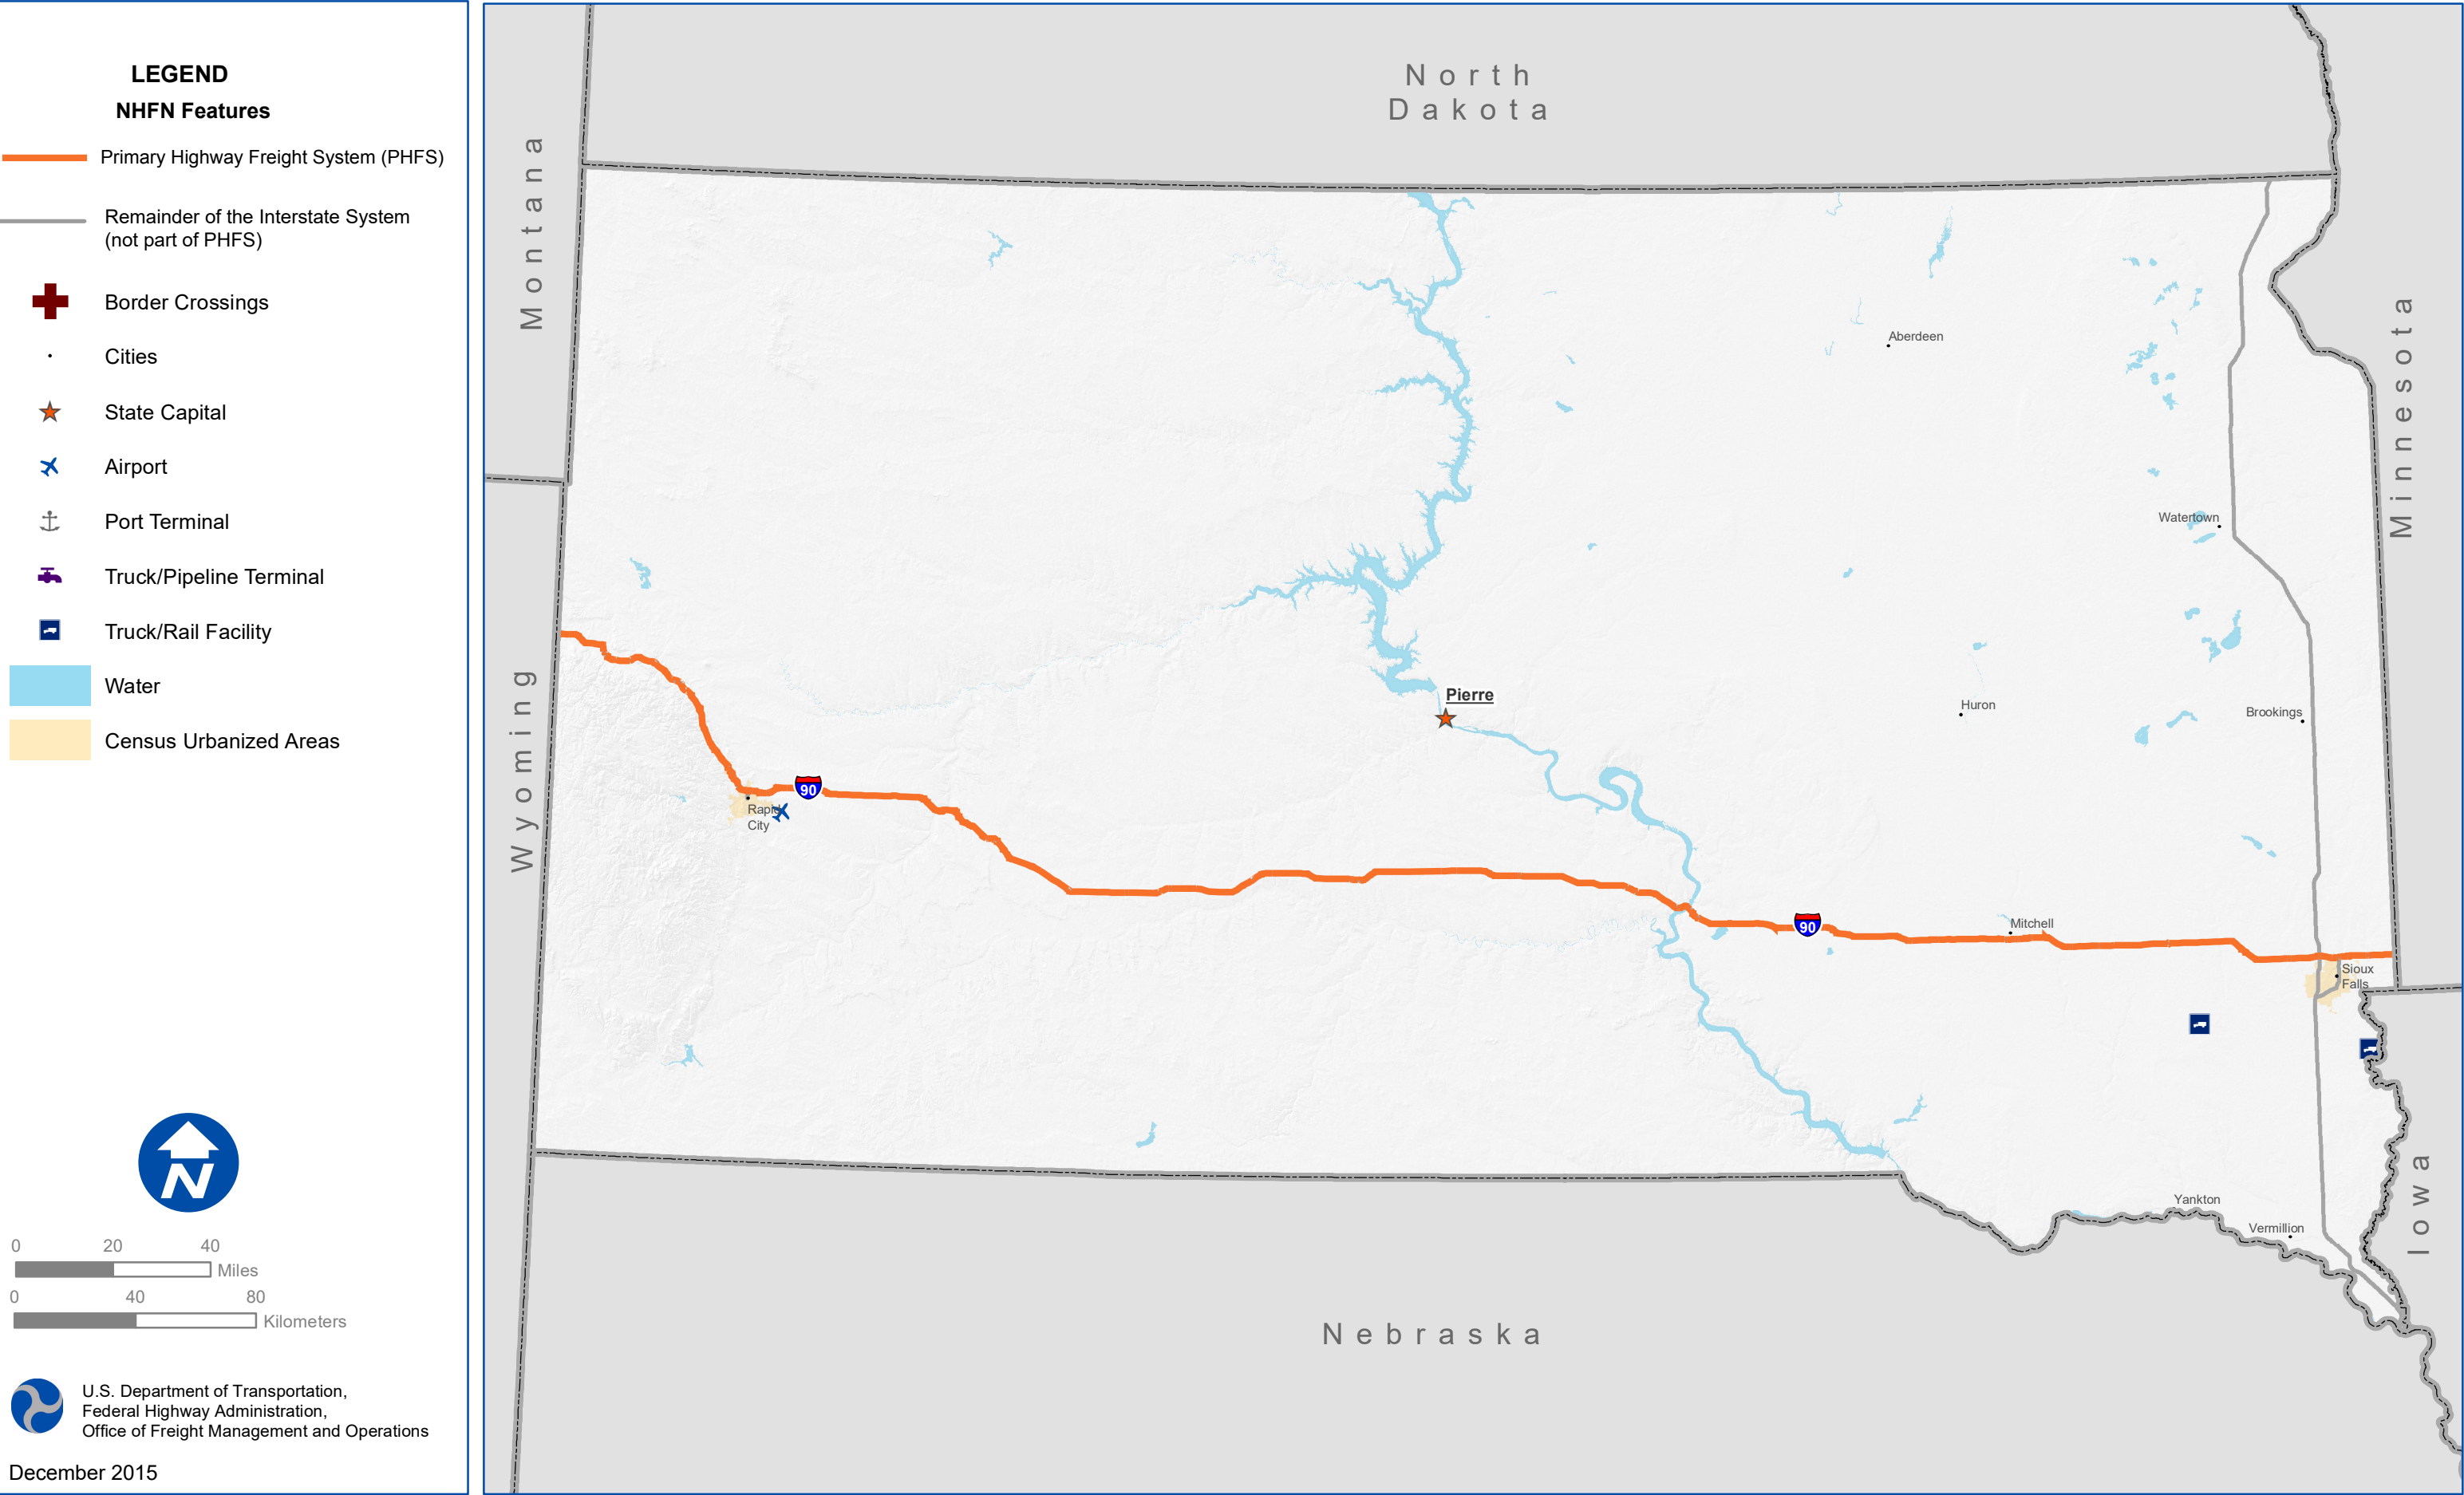 LEGEND
NHFN Features
Primary Highway Freight System (PHFS)
Remainder of the Interstate System
(not part of PHFS)
Border Crossings
Cities
State Capital
Airport
Port Terminal
Truck/Pipeline Terminal
Truck/Rail Facility
Water
Census Urbanized Areas
N
0 20 40
Miles
0 40 80
Kilometers
U.S. Department of Transportation,
Federal Highway Administration,
Office of Freight Management and Operations
December 2015
North
Dakota
Montana
Minnesota
Aberdeen
Watertown
Wyoming
Pierre
Huron
Brookings
90
Rapid
City
90
Mitchell
Sioux
Falls
Iowa
Yankton
Vermillion
Nebraska